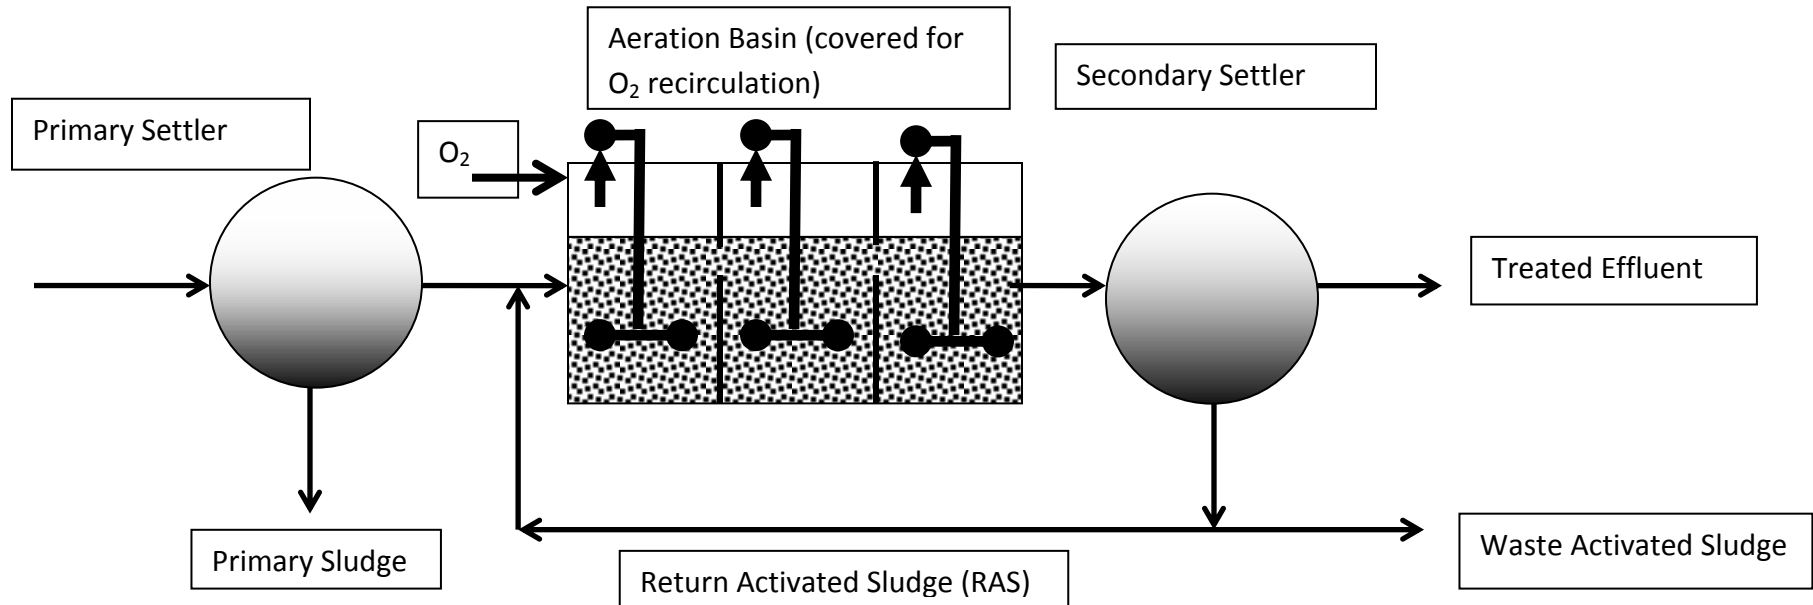 Aeration Basin (covered for
O₂ recirulation)
Secondary Settler
Primary Settler
O₂
Treated Effluent
Primary Sludge
Return Activated Sludge (RAS)
Waste Activated Sludge